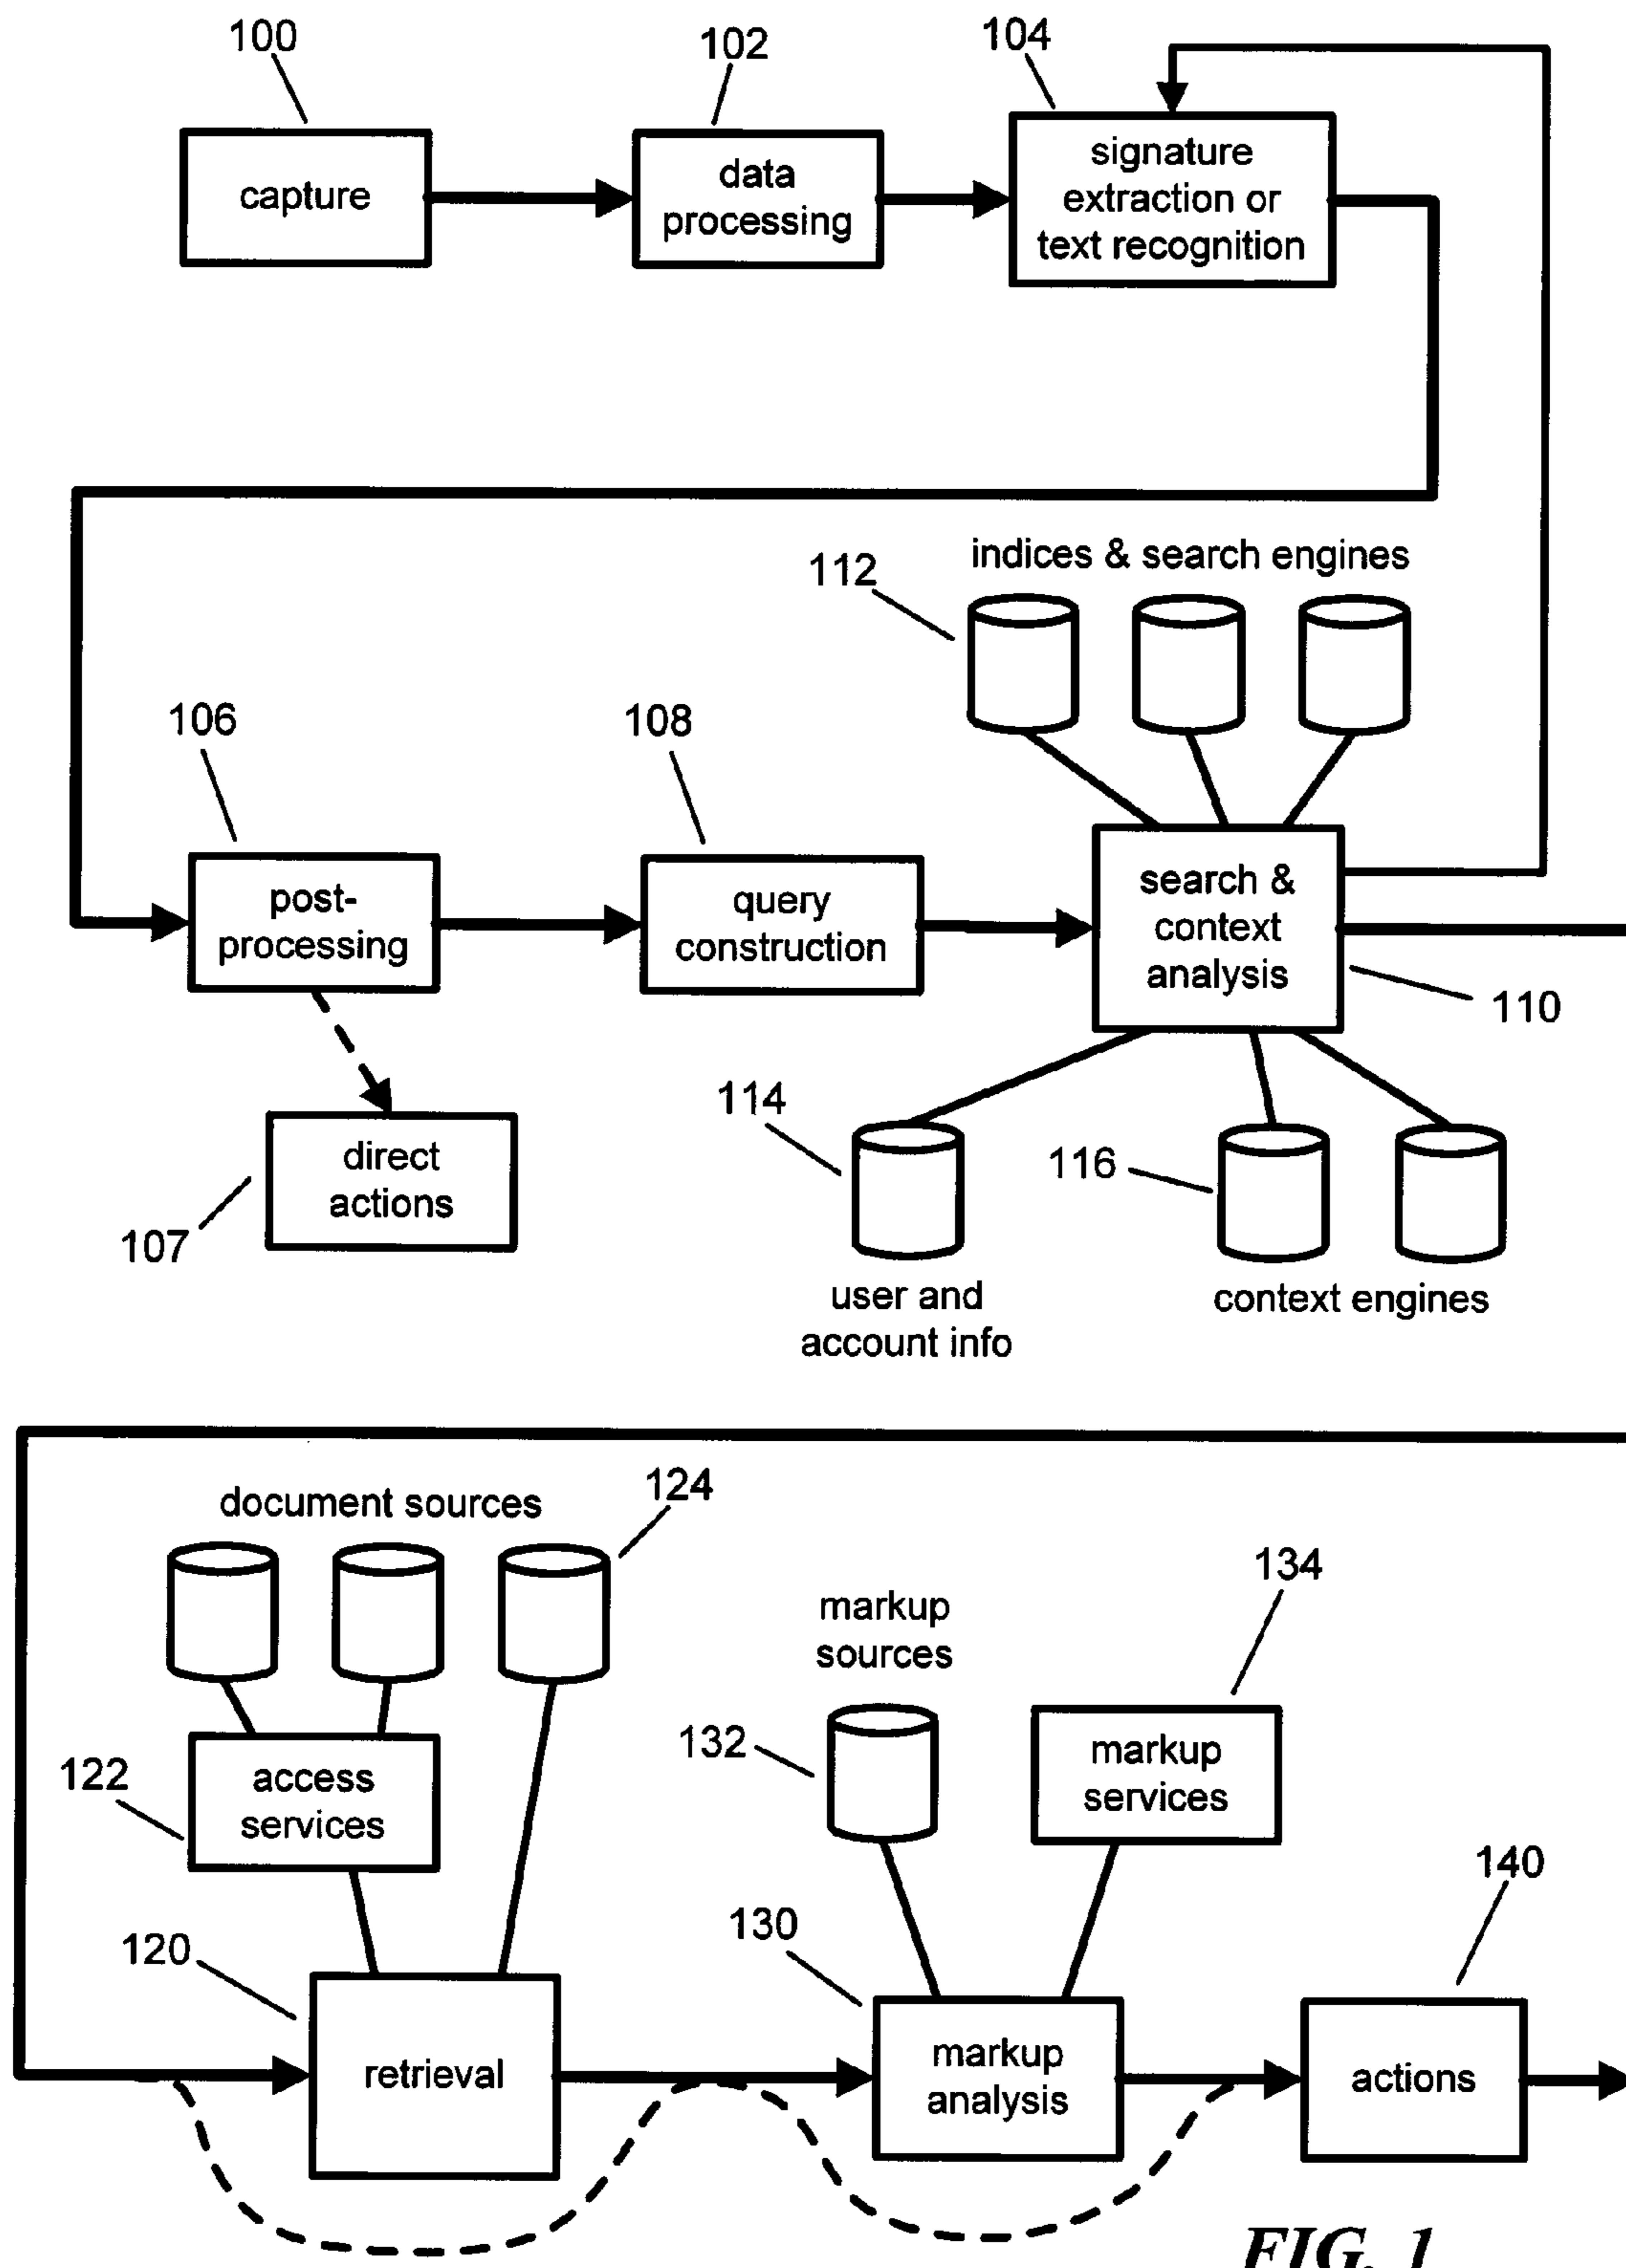 100
102
104
capture
data
processing
signature
extraction or
text recognition
indices & search engines
112
106
108
post-
processing
query
construction
search &
context
analysis
110
114
116
direct
actions
107
user and
account info
context engines
document sources
124
134
markup
sources
132
markup
services
122
access
services
140
130
120
retrieval
markup
analysis
actions
FIG. 1